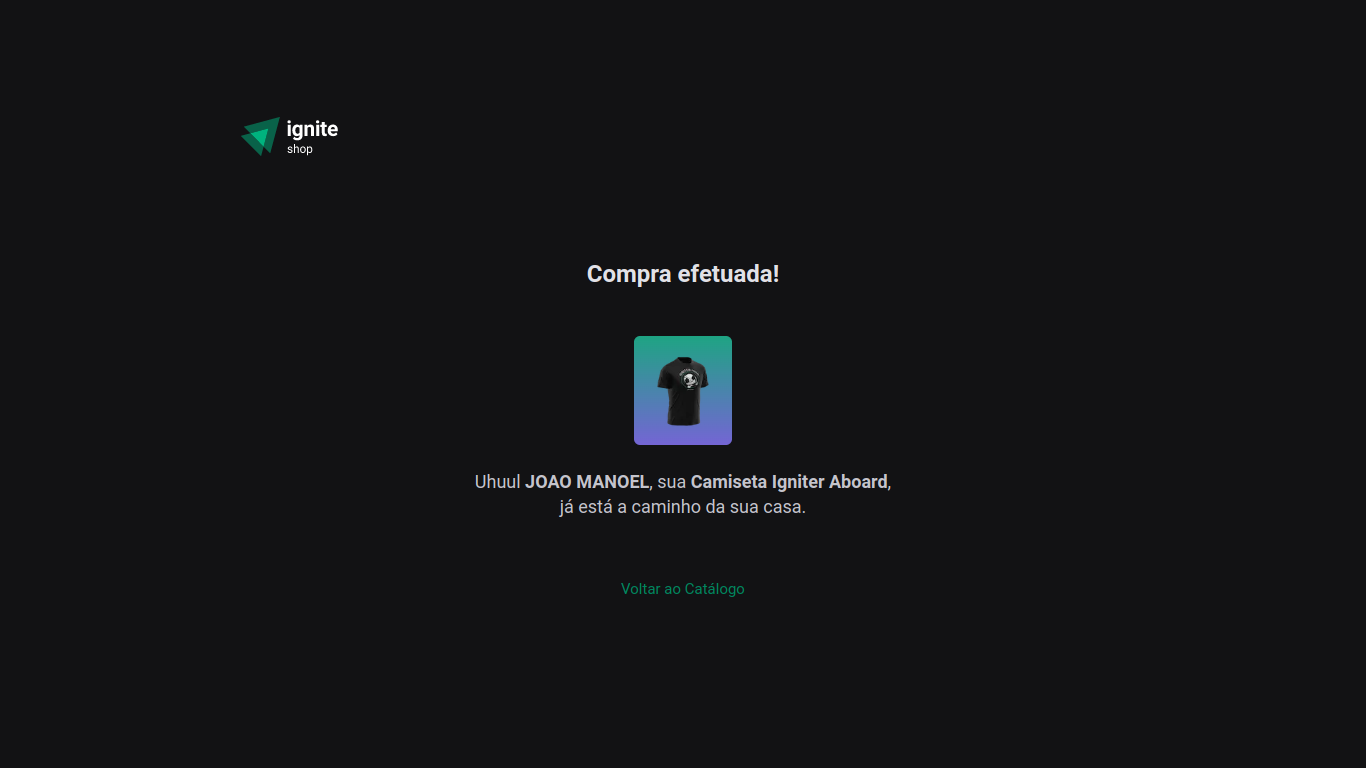 ignite
shop
Compra efetuada!
Uhuul JOAO MANOEL, sua Camiseta Igniter Aboard,
já está a caminho da sua casa.
Voltar ao Catálogo